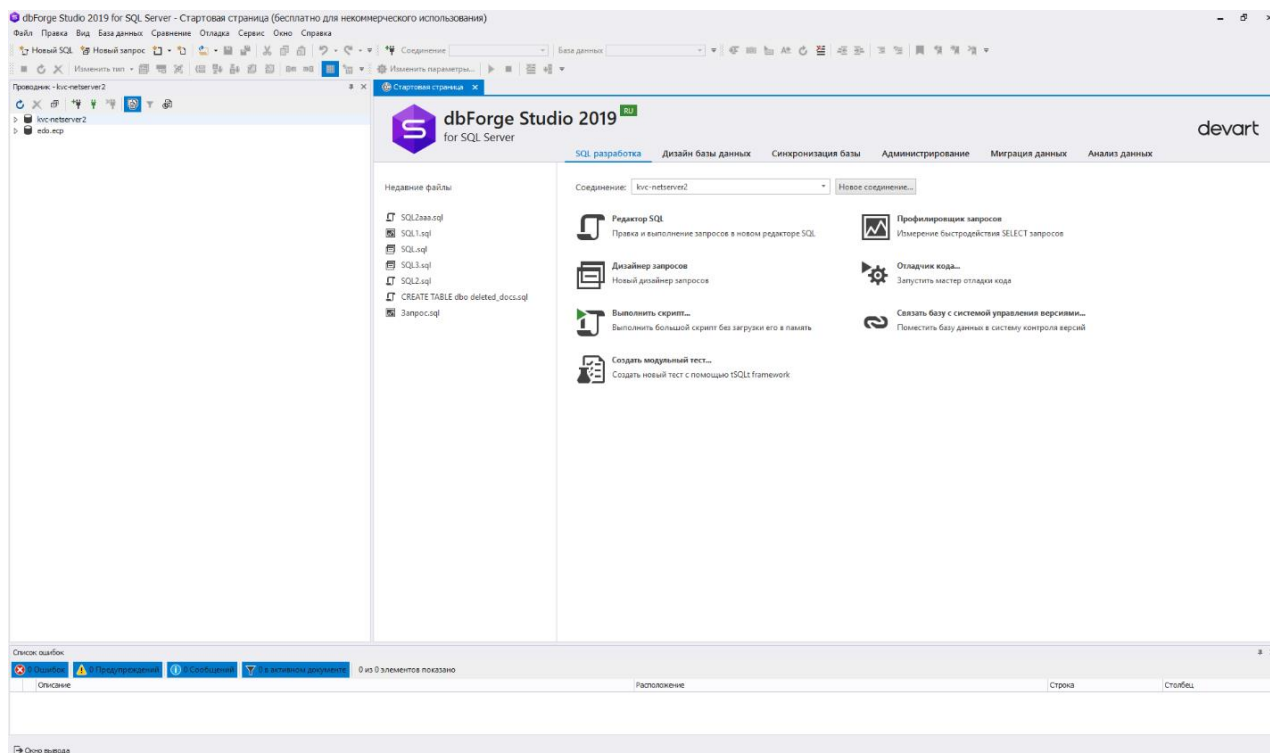 dbForge Studio 2019 for SQL Server - Стартовая страница (бесплатно для некоммерческого использования)
Файл Правка Вид База данных Сравнение Отладка Сервис Окно Справка
Новый SQL Новый запрос Соединение База данных
Изменить тип Изменить параметры...
Проводник - kvc-netserver2
Стартовая страница
kvc-netserver2
edo.ecp
dbForge Studio 2019 RU
for SQL Server
devart
SQL разработка Дизайн базы данных Синхронизация базы Администрирование Миграция данных Анализ данных
Недавние файлы
SQL2aaa.sql
SQL1.sql
SQL.sql
SQL3.sql
SQL2.sql
CREATE TABLE dbo deleted_docs.sql
Запрос.sql
Соединение: kvc-netserver2 Новое соединение...
Редактор SQL
Правка и выполнение запросов в новом редакторе SQL
Дизайнер запросов
Новый дизайнер запросов
Выполнить скрипт...
Выполнить большой скрипт без загрузки его в память
Создать модульный тест...
Создать новый тест с помощью tSQLt framework
Профилировщик запросов
Измерение быстродействия SELECT запросов
Отладчик кода...
Запустить мастер отладки кода
Связать базу с системой управления версиями...
Поместить базу данных в систему контроля версий
Список ошибок
0 Ошибок 0 Предупреждений 0 Сообщений 0 в активном документе 0 из 0 элементов показано
Описание Расположение Строка Столбец
Окно вывода